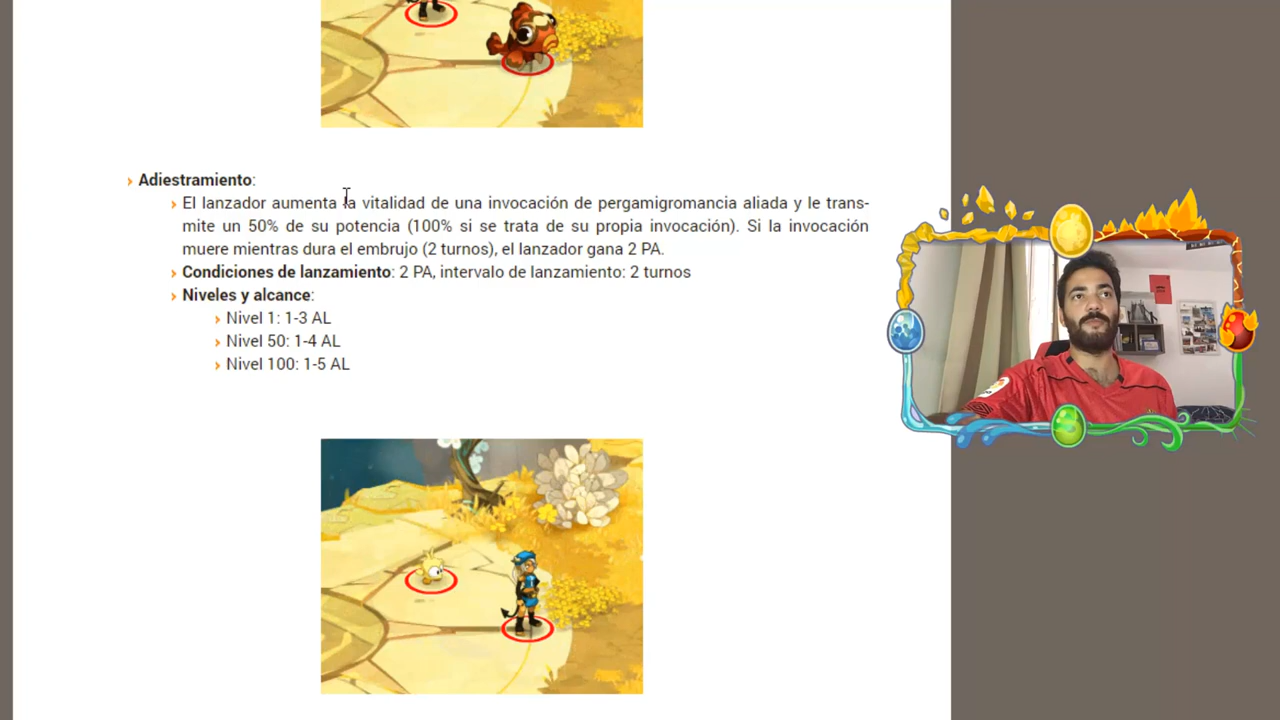 Adiestramiento:
El lanzador aumenta la vitalidad de una invocación de pergamigromancia aliada y le trans-
mite un 50% de su potencia (100% si se trata de su propia invocación). Si la invocación
muere mientras dura el embrujo (2 turnos), el lanzador gana 2 PA.
Condiciones de lanzamiento: 2 PA, intervalo de lanzamiento: 2 turnos
Niveles y alcance:
Nivel 1: 1-3 AL
Nivel 50: 1-4 AL
Nivel 100: 1-5 AL